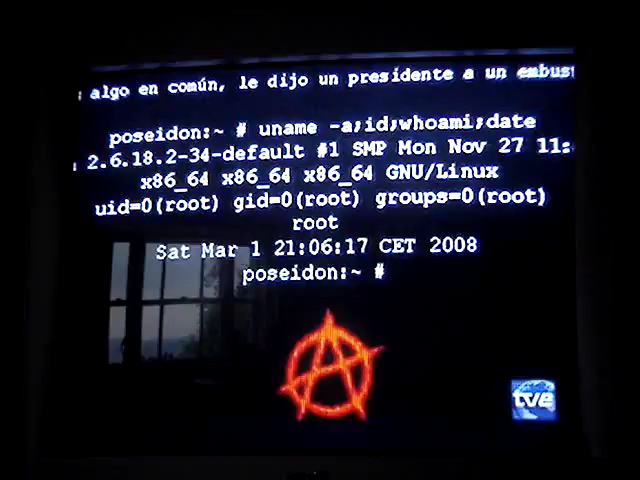 ; algo en común, le dijo un presidente a un embus
poseidon:~ # uname -a;id;whoami;date
2.6.18.2-34-default #1 SMP Mon Nov 27 11:
x86_64 x86_64 x86_64 GNU/Linux
uid=0(root) gid=0(root) groups=0(root)
root
Sat Mar 1 21:06:17 CET 2008
poseidon:~ #
tve